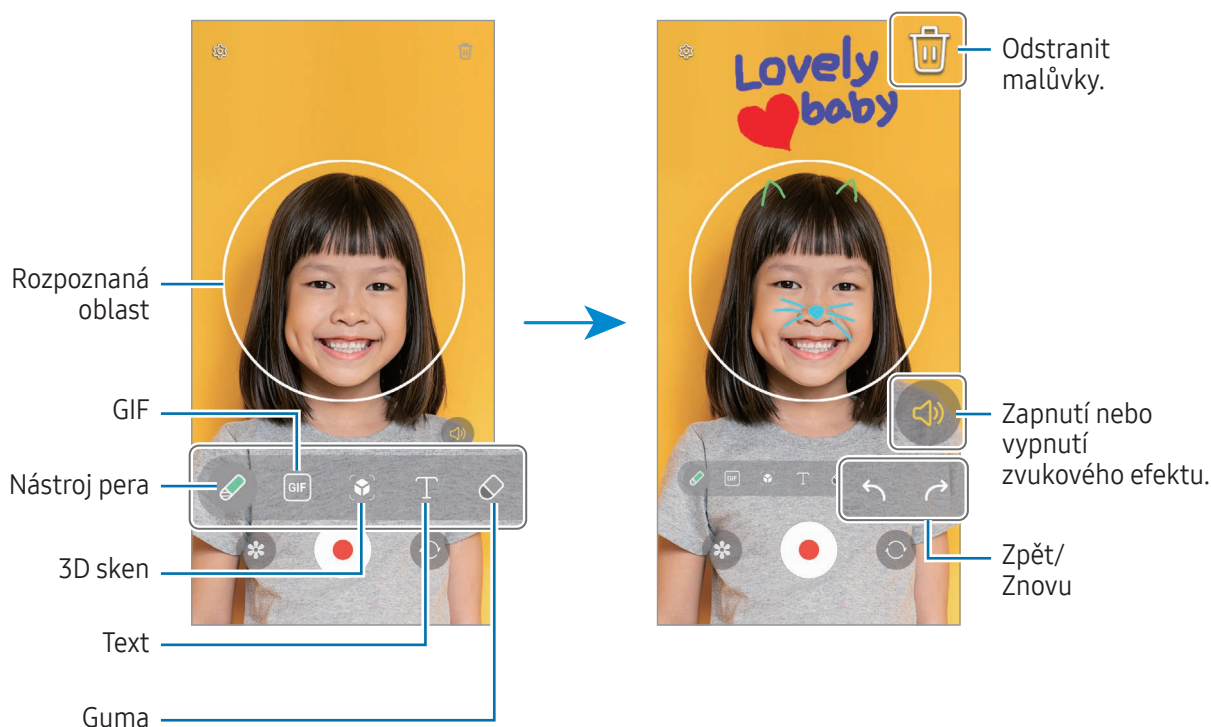 Lovely
baby
Odstranit
malůvky.
Rozpoznaná
oblast
GIF
Nástroj pera
3D sken
Text
Guma
GIF
T
GIF
T
Zapnutí nebo
vypnutí
zvukového efektu.
Zpět/
Znovu